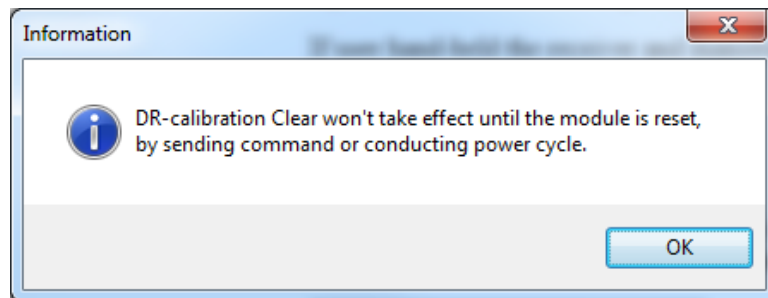 Information
DR-calibration Clear won't take effect until the module is reset,
by sending command or conducting power cycle.
OK